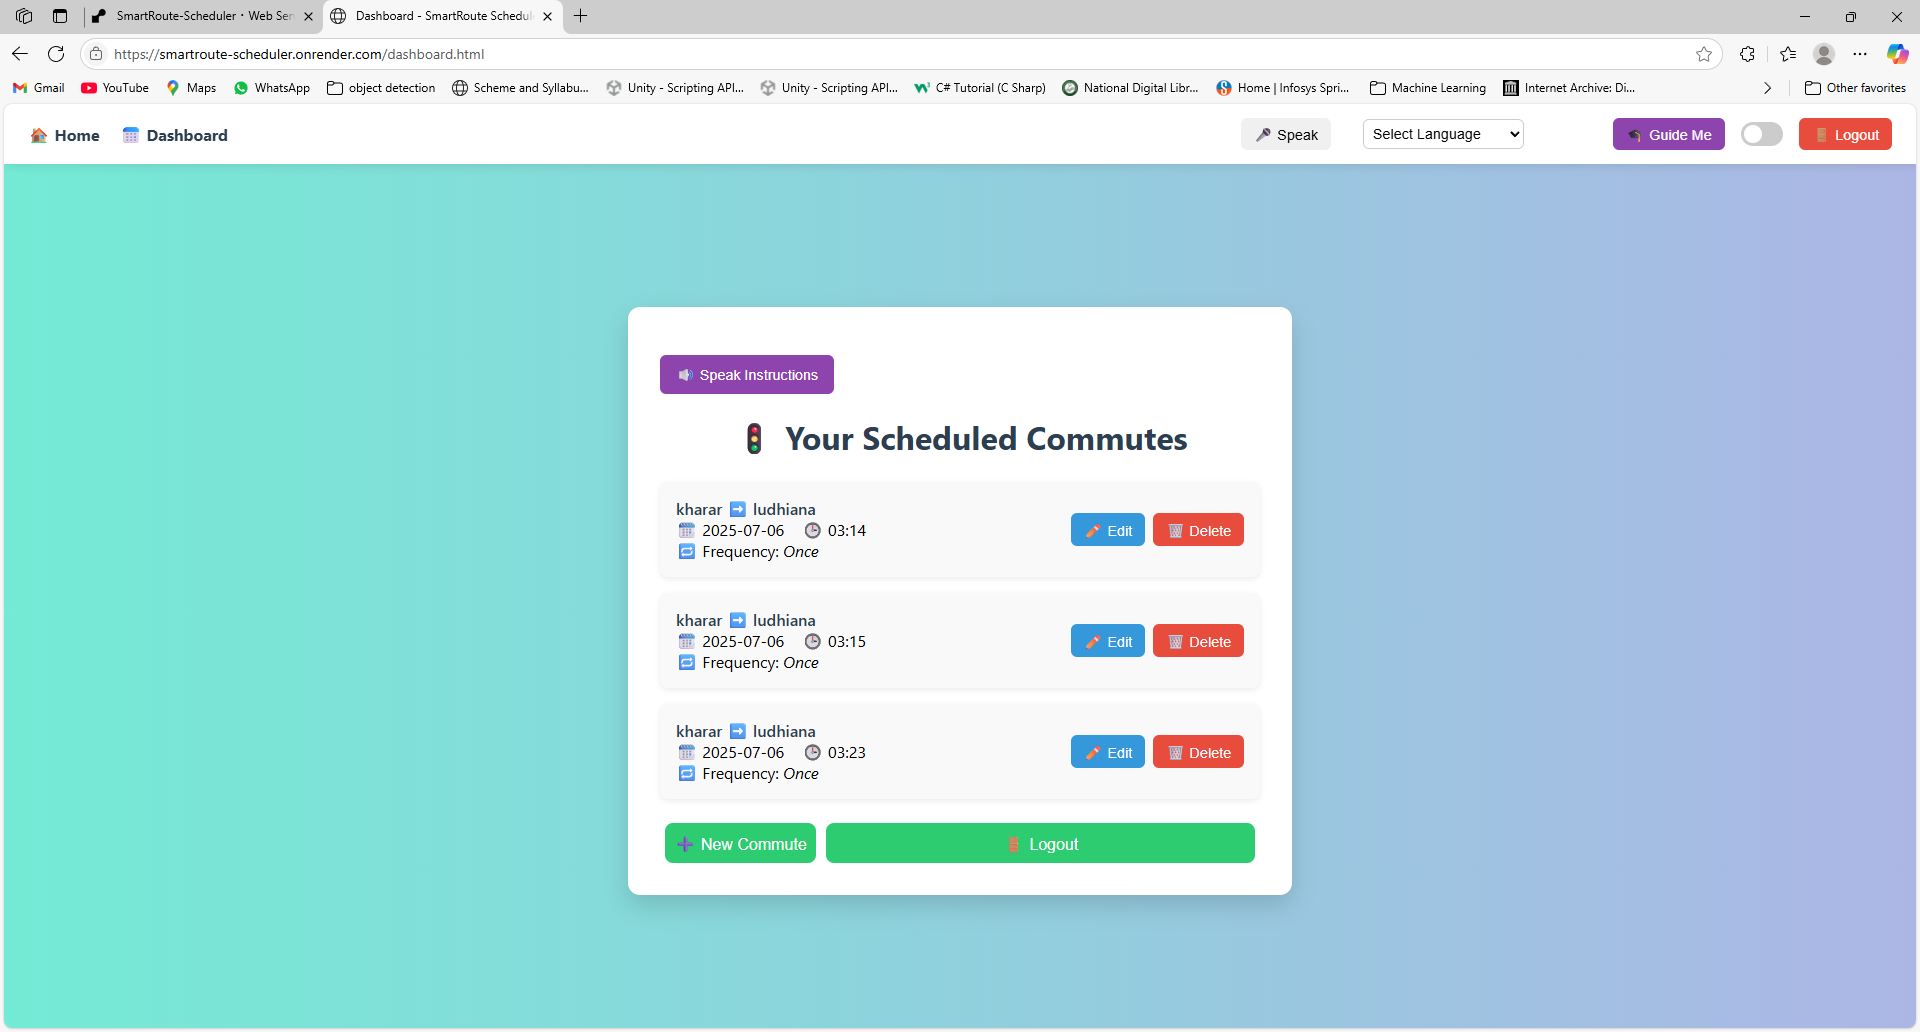 SmartRoute-Scheduler · Web Ser
Dashboard - SmartRoute Schedul
https://smartroute-scheduler.onrender.com/dashboard.html
Gmail YouTube Maps WhatsApp object detection Scheme and Syllabu... Unity - Scripting API... Unity - Scripting API... C# Tutorial (C Sharp) National Digital Libr... Home | Infosys Spri... Machine Learning Internet Archive: Di... Other favorites
Home Dashboard Speak Select Language Guide Me Logout
Speak Instructions
Your Scheduled Commutes
kharar ➡️ ludhiana
2025-07-06 03:14
Frequency: Once
Edit Delete
kharar ➡️ ludhiana
2025-07-06 03:15
Frequency: Once
Edit Delete
kharar ➡️ ludhiana
2025-07-06 03:23
Frequency: Once
Edit Delete
New Commute Logout